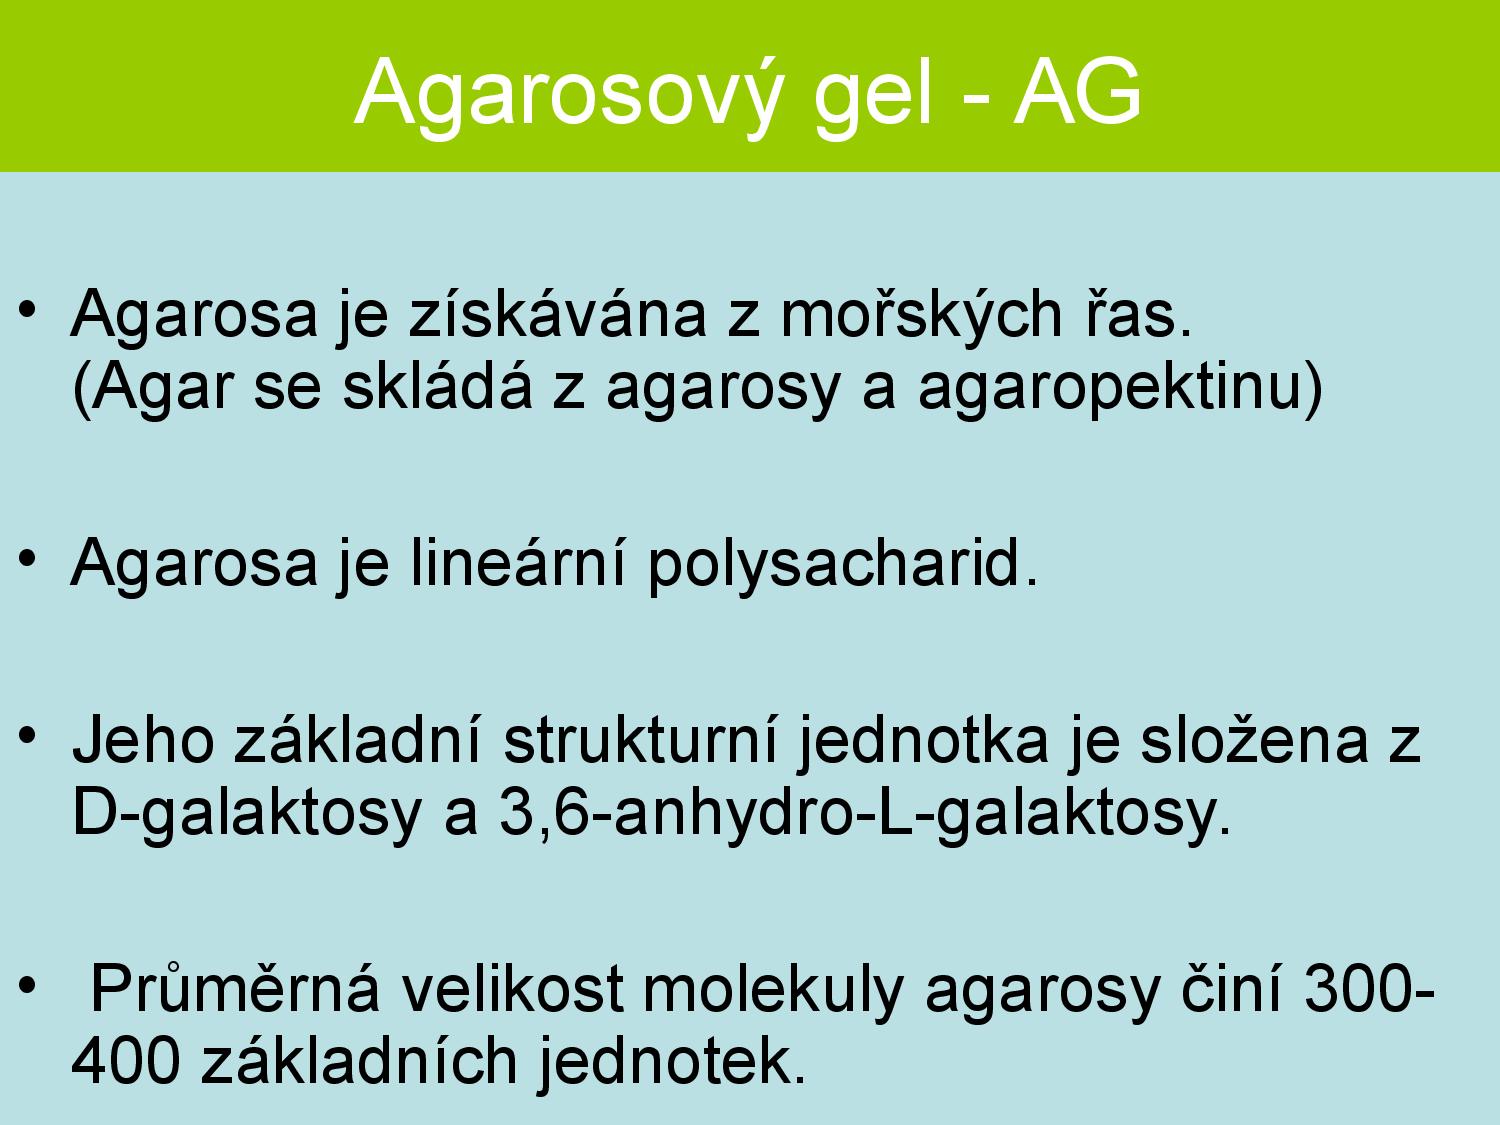 Agarosový gel - AG
• Agarosa je získávána z mořských řas.
(Agar se skládá z agarosy a agaropektinu)
• Agarosa je lineární polysacharid.
• Jeho základní strukturní jednotka je složena z
D-galaktosy a 3,6-anhydro-L-galaktosy.
• Průměrná velikost molekuly agarosy činí 300-
400 základních jednotek.